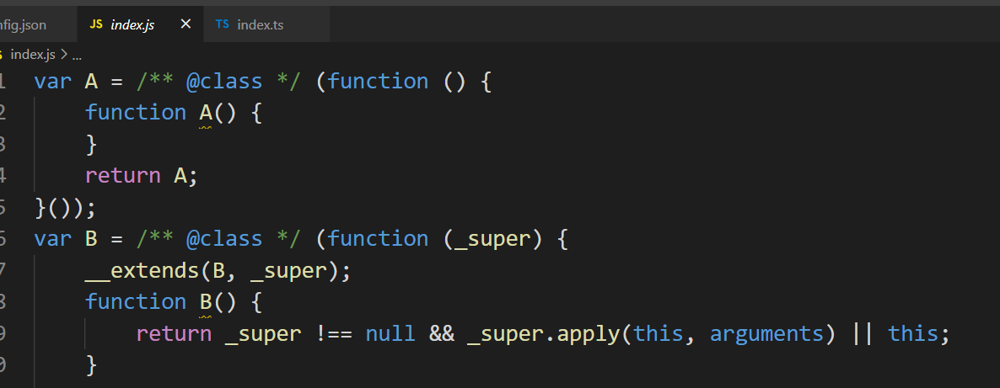 nfig.json JS index.js × TS index.ts
index.js > ...
1 var A = /** @class */ (function () {
2 function A() {
3 }
4 return A;
5 }());
6 var B = /** @class */ (function (_super) {
7 __extends(B, _super);
8 function B() {
9 return _super !== null && _super.apply(this, arguments) || this;
0 }